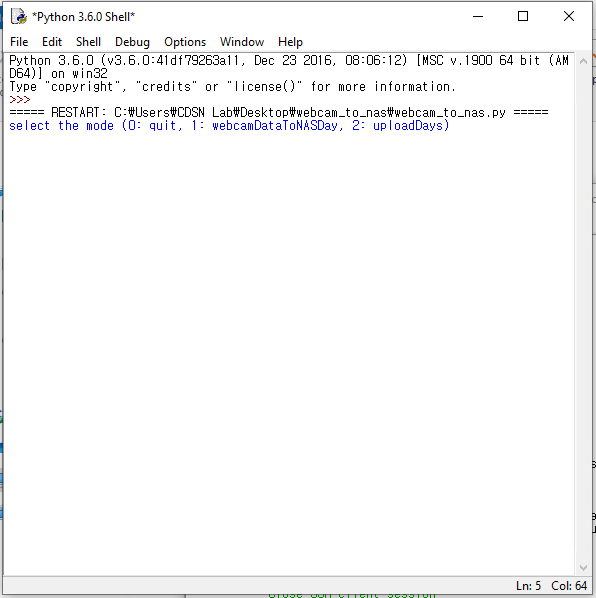 *Python 3.6.0 Shell*
File Edit Shell Debug Options Window Help
Python 3.6.0 (v3.6.0:41df79263a11, Dec 23 2016, 08:06:12) [MSC v.1900 64 bit (AM
D64)] on win32
Type "copyright", "credits" or "license()" for more information.
>>>
===== RESTART: C:₩Users₩CDSN Lab₩Desktop₩webcam_to_nas₩webcam_to_nas.py =====
select the mode (0: quit, 1: webcamDataToNASDay, 2: uploadDays)
Ln: 5 Col: 64